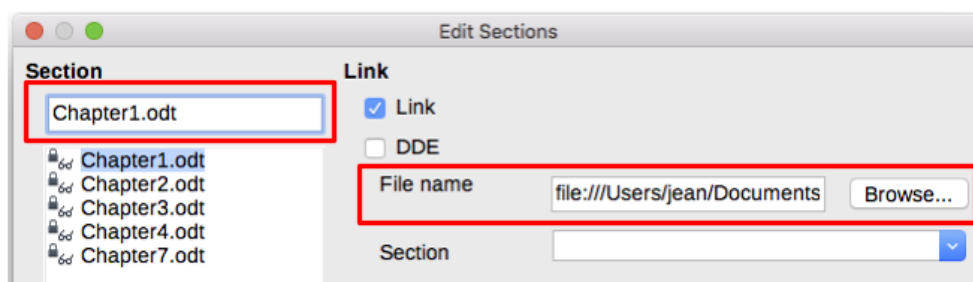 Edit Sections
Section
Chapter1.odt
Chapter1.odt
Chapter2.odt
Chapter3.odt
Chapter4.odt
Chapter7.odt
Link
Link
DDE
File name file:///Users/jean/Documents Browse...
Section